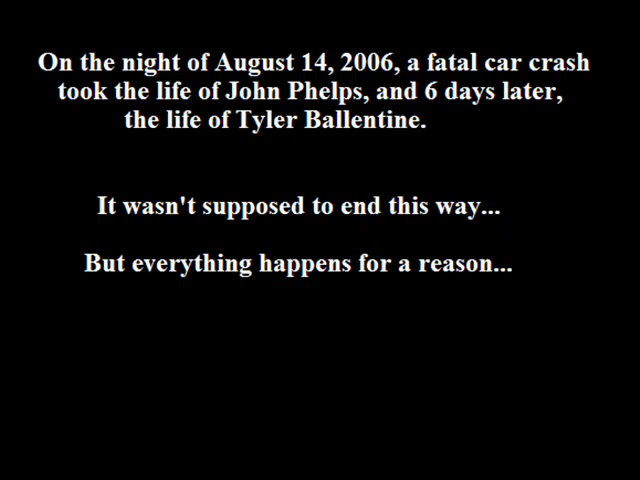 On the night of August 14, 2006, a fatal car crash
took the life of John Phelps, and 6 days later,
the life of Tyler Ballentine.
It wasn't supposed to end this way...
But everything happens for a reason...